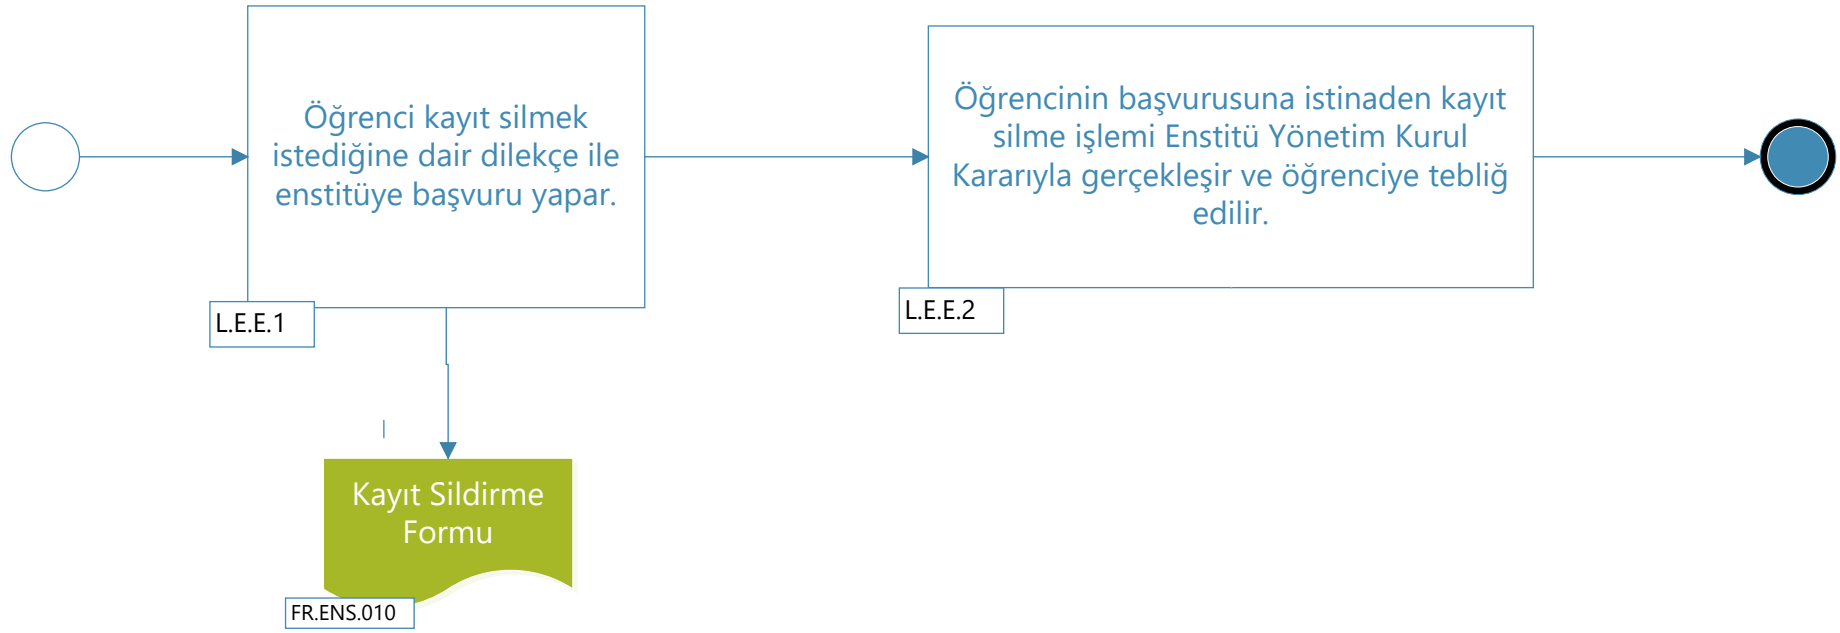 Öğrenci kayıt silmek
istediğine dair dilekçe ile
enstitüye başvuru yapar.
L.E.E.1
Öğrencinin başvurusuna istinaden kayıt
silme işlemi Enstitü Yönetim Kurul
Kararıyla gerçekleşir ve öğrenciye tebliğ
edilir.
L.E.E.2
Kayıt Sildirme
Formu
FR.ENS.010